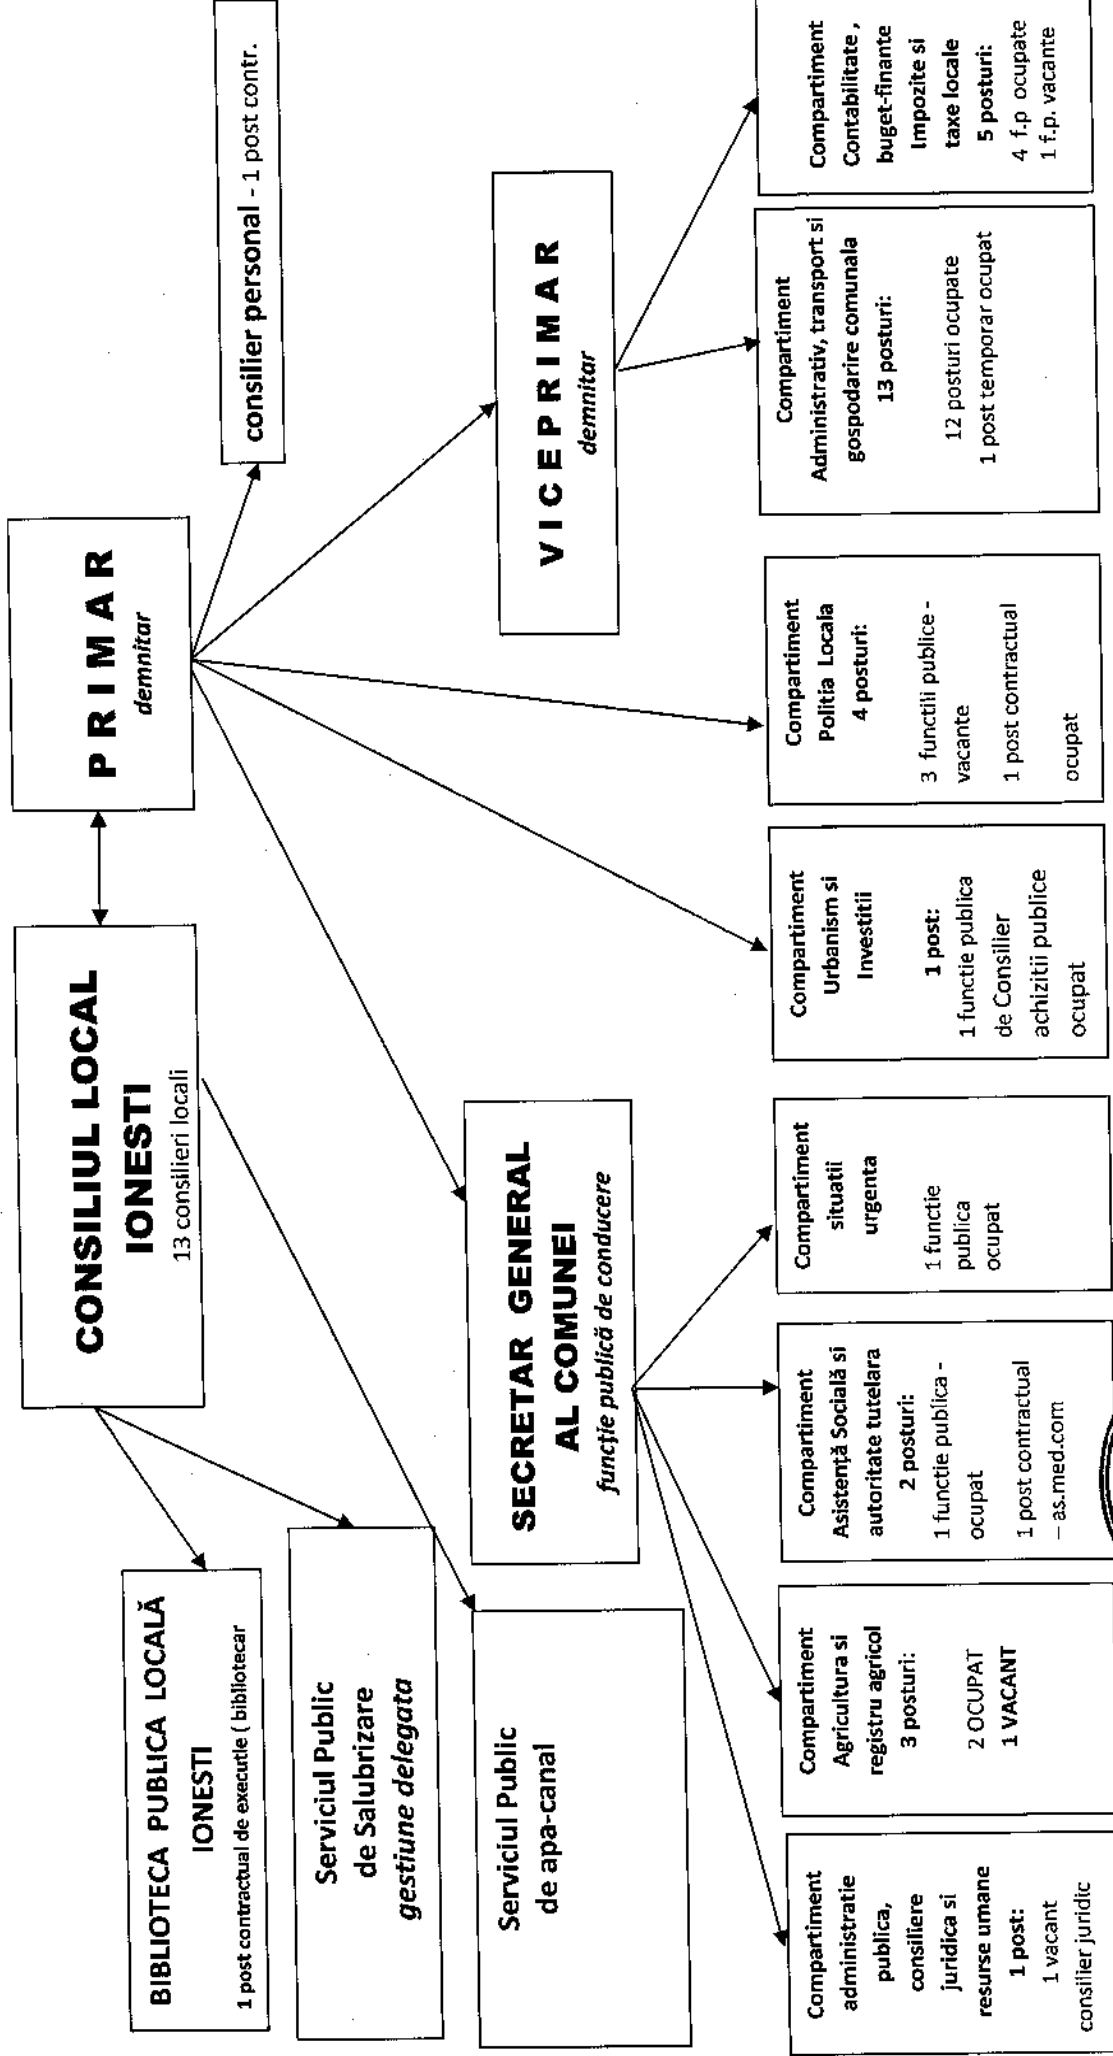 CONSILIUL LOCAL
IONESTI
13 consilieri locali
P R I M A R
demnitar
consilier personal - 1 post contr.
BIBLIOTECA PUBLICA LOCALĂ
IONESTI
1 post contractual de executie ( bibliotecar
Serviciul Public
de Salubrizare
gestiune delegata
Serviciul Public
de apa-canal
SECRETAR GENERAL
AL COMUNEI
funcţie publică de conducere
V I C E P R I M A R
demnitar
Compartiment
administratie
publica,
consiliere
juridica si
resurse umane
1 post:
1 vacant
consilier juridic
Compartiment
Agricultura si
registru agricol
3 posturi:
2 OCUPAT
1 VACANT
Compartiment
Asistenţă Socială si
autoritate tutelara
2 posturi:
1 functie publica -
ocupat
1 post contractual
– as.med.com
Compartiment
situatii
urgenta
1 functie
publica
ocupat
Compartiment
Urbanism si
Investitii
1 post:
1 functie publica
de Consilier
achizitii publice
ocupat
Compartiment
Politia Locala
4 posturi:
3 functili publice -
vacante
1 post contractual
ocupat
Compartiment
Administrativ, transport si
gospodarire comunala
13 posturi:
12 posturi ocupate
1 post temporar ocupat
Compartiment
Contabilitate ,
buget-finante
Impozite si
taxe locale
5 posturi:
4 f.p ocupate
1 f.p. vacante